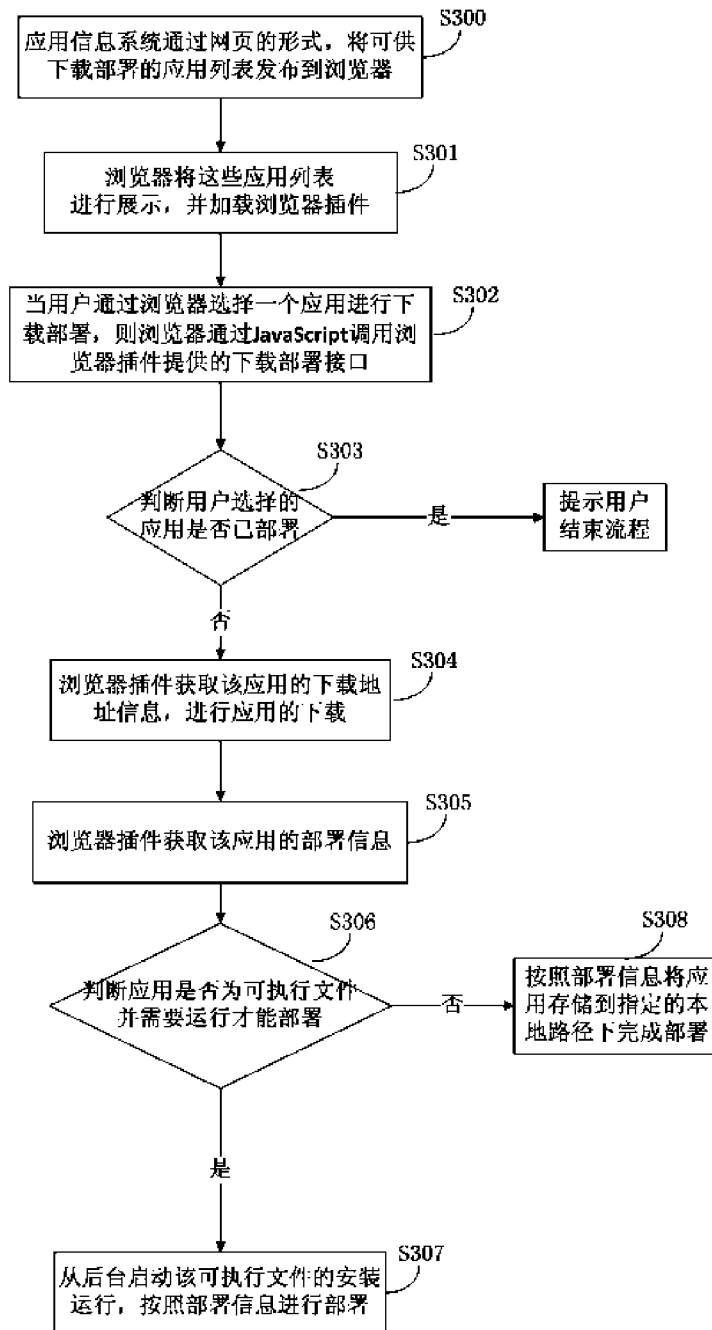 S300
应用信息系统通过网页的形式，将可供
下载部署的应用列表发布到浏览器
S301
浏览器将这些应用列表
进行展示，并加载浏览器插件
S302
当用户通过浏览器选择一个应用进行下
载部署，则浏览器通过JavaScript调用浏
览器插件提供的下载部署接口
S303
判断用户选择的
应用是否已部署
是
提示用户
结束流程
否
S304
浏览器插件获取该应用的下载地
址信息，进行应用的下载
S305
浏览器插件获取该应用的部署信息
S306
判断应用是否为可执行文件
并需要运行才能部署
否
S308
按照部署信息将应
用存储到指定的本
地路径下完成部署
是
S307
从后台启动该可执行文件的安装
运行，按照部署信息进行部署